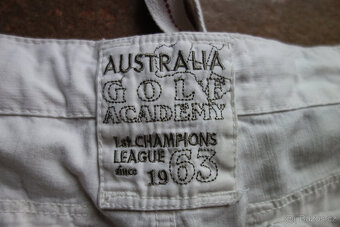 AUSTRALIA
GOLF
ACADEMY
1st. CHAMPIONS
LEAGUE
since 1963